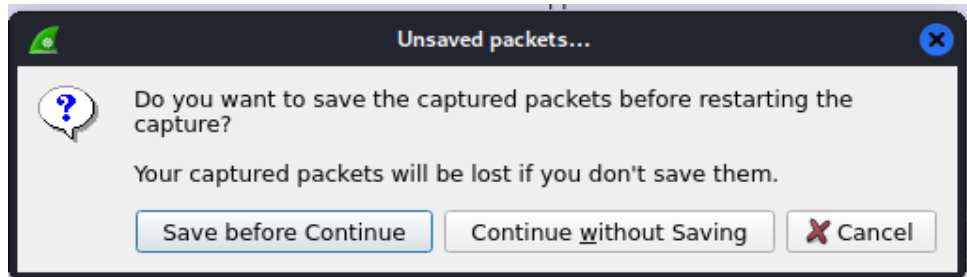 Unsaved packets...
Do you want to save the captured packets before restarting the
capture?
Your captured packets will be lost if you don't save them.
Save before Continue
Continue without Saving
Cancel